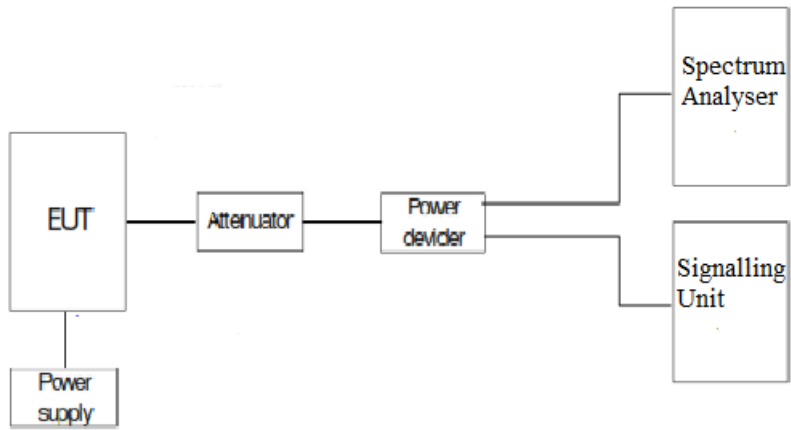 Spectrum
Analyser
EUT
Attenuator
Power
devider
Signalling
Unit
Power
supply